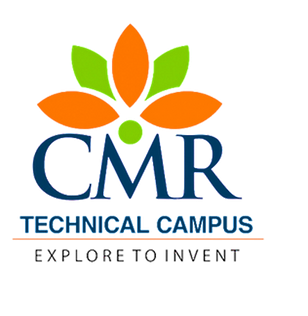 CMR
TECHNICAL CAMPUS
EXPLORE TO INVENT